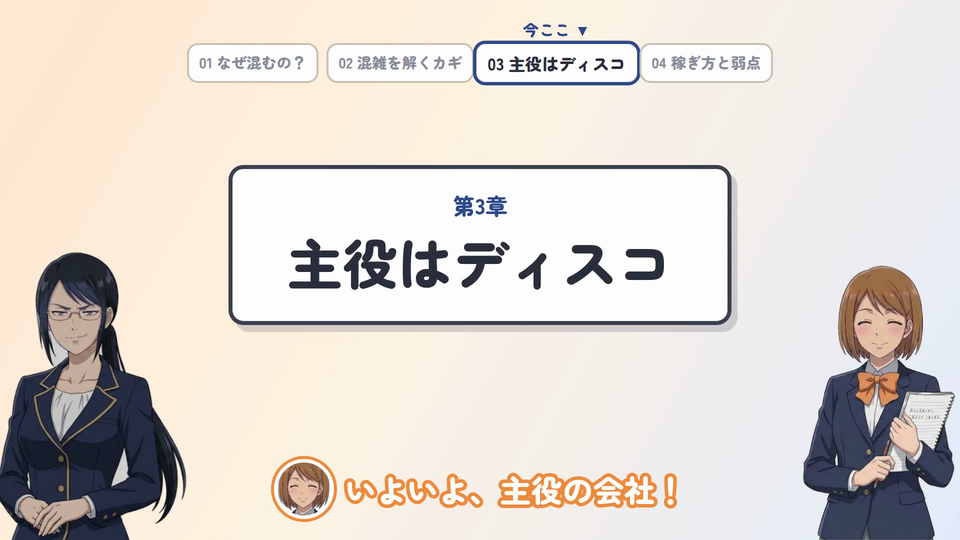 今ここ ▼
01 なぜ混むの？
02 混雑を解くカギ
03 主役はディスコ
04 稼ぎ方と弱点
第3章
主役はディスコ
いよいよ、主役の会社！